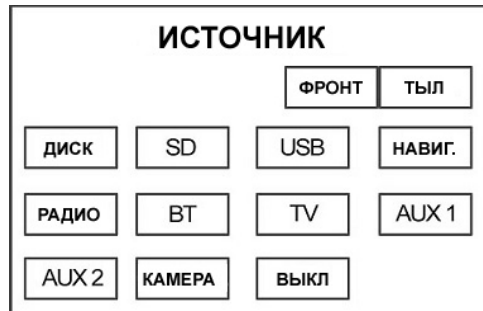 ИСТОЧНИК
ФРОНТ ТЫЛ
ДИСК SD USB НАВИГ.
РАДИО BT TV AUX 1
AUX 2 КАМЕРА ВЫКЛ